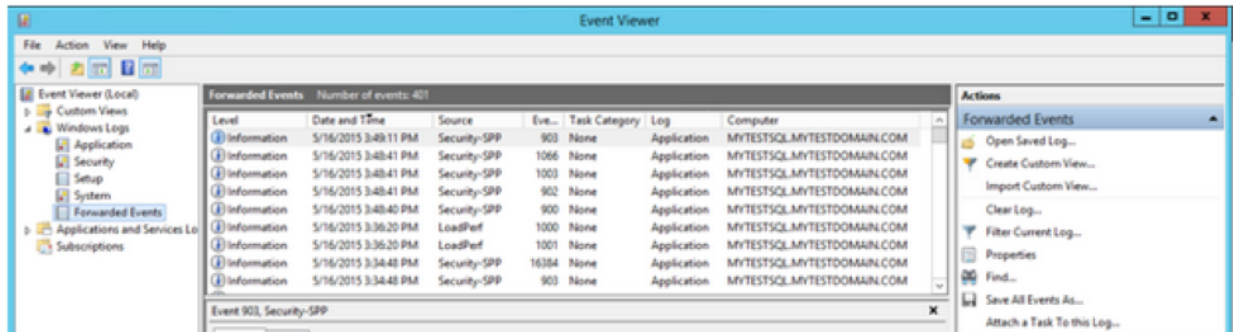 Event Viewer
File Action View Help
Event Viewer (Local)
Custom Views
Windows Logs
Application
Security
Setup
System
Forwarded Events
Applications and Services Lo
Subscriptions
Forwarded Events Number of events: 401
Level Date and Time Source Eve... Task Category Log Computer
Information 5/16/2015 3:49:11 PM Security-SPP 903 None Application MYTESTSQL.MYTESTDOMAIN.COM
Information 5/16/2015 3:48:41 PM Security-SPP 1066 None Application MYTESTSQL.MYTESTDOMAIN.COM
Information 5/16/2015 3:48:41 PM Security-SPP 1003 None Application MYTESTSQL.MYTESTDOMAIN.COM
Information 5/16/2015 3:48:41 PM Security-SPP 902 None Application MYTESTSQL.MYTESTDOMAIN.COM
Information 5/16/2015 3:48:40 PM Security-SPP 900 None Application MYTESTSQL.MYTESTDOMAIN.COM
Information 5/16/2015 3:36:20 PM LoadPerf 1000 None Application MYTESTSQL.MYTESTDOMAIN.COM
Information 5/16/2015 3:36:20 PM LoadPerf 1001 None Application MYTESTSQL.MYTESTDOMAIN.COM
Information 5/16/2015 3:34:48 PM Security-SPP 16384 None Application MYTESTSQL.MYTESTDOMAIN.COM
Information 5/16/2015 3:34:48 PM Security-SPP 903 None Application MYTESTSQL.MYTESTDOMAIN.COM
Event 903, Security-SPP
Actions
Forwarded Events
Open Saved Log...
Create Custom View...
Import Custom View...
Clear Log...
Filter Current Log...
Properties
Find...
Save All Events As...
Attach a Task To this Log...